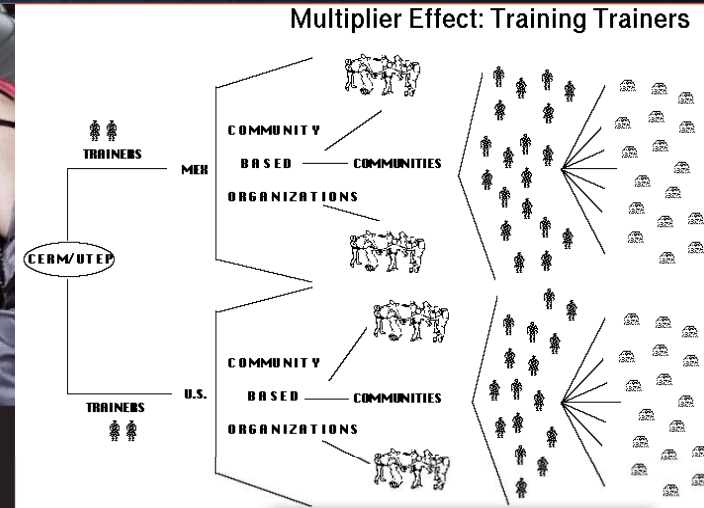 Multiplier Effect: Training Trainers
TRAINERS
MEX
COMMUNITY
BASED
COMMUNITIES
ORGANIZATIONS
CERM/UTEP
COMMUNITY
BASED
COMMUNITIES
ORGANIZATIONS
U.S.
TRAINERS